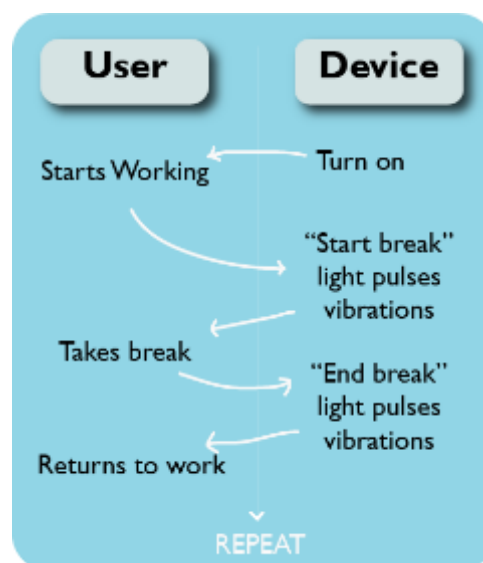 User
Device
Turn on
Starts Working
“Start break”
light pulses
vibrations
Takes break
“End break”
light pulses
vibrations
Returns to work
REPEAT